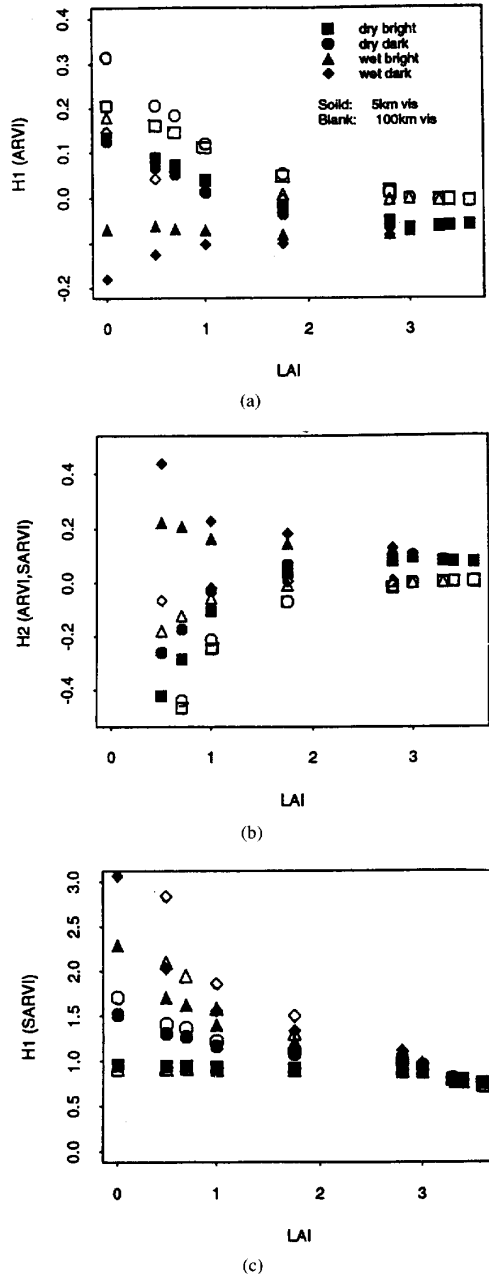 0.4
0.3
0.2
0.1
0.0
-0.2
H1 (ARVI)
dry bright
dry dark
wet bright
wet dark
Soild: 5km vis
Blank: 100km vis
0 1 2 3
LAI
(a)
0.4
0.2
0.0
-0.2
-0.4
H2 (ARVI,SARVI)
0 1 2 3
LAI
(b)
3.0
2.5
2.0
1.5
1.0
0.5
0.0
H1 (SARVI)
0 1 2 3
LAI
(c)